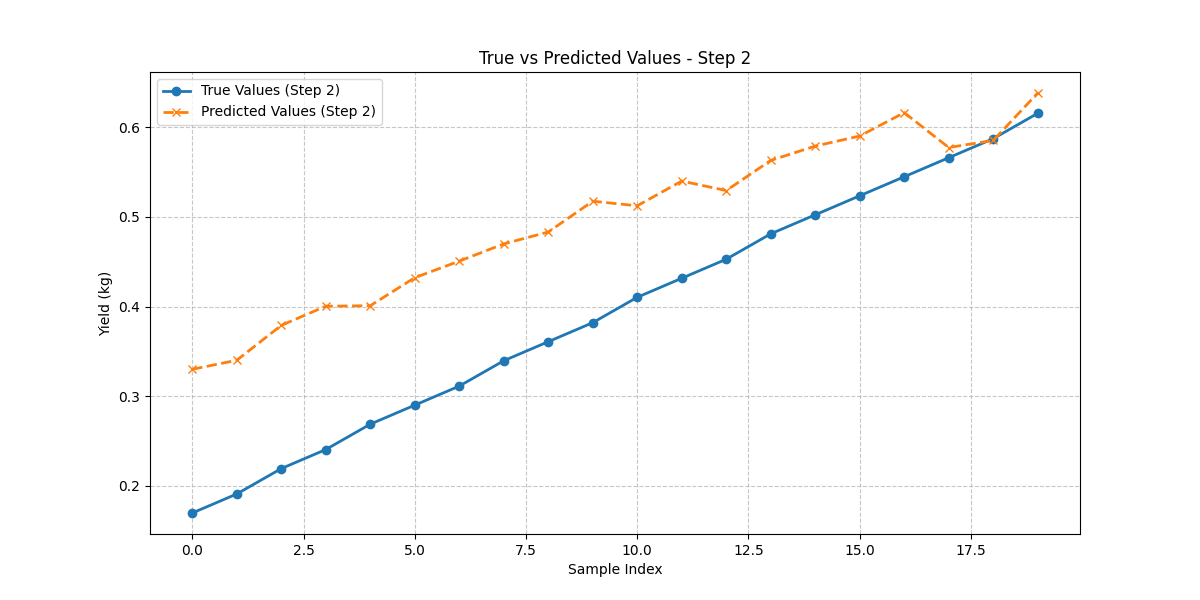 True vs Predicted Values - Step 2
True Values (Step 2)
Predicted Values (Step 2)
Yield (kg)
0.6
0.5
0.4
0.3
0.2
0.0 2.5 5.0 7.5 10.0 12.5 15.0 17.5
Sample Index